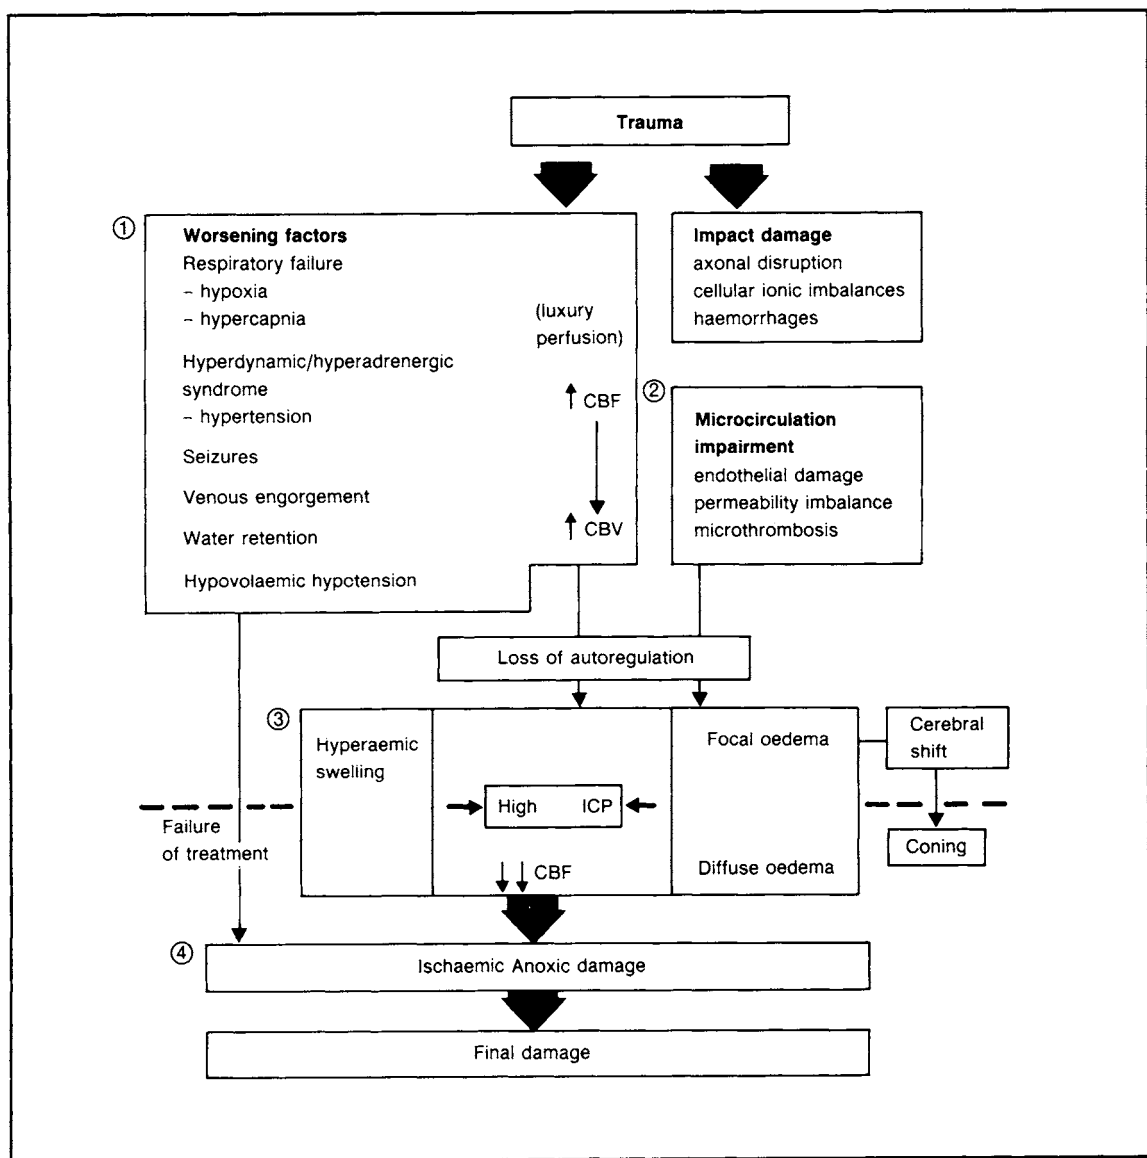 Trauma
①
Worsening factors
Respiratory failure
– hypoxia
– hypercapnia
Hyperdynamic/hyperadrenergic
syndrome
– hypertension
Seizures
Venous engorgement
Water retention
Hypovolaemic hypotension
(luxury
perfusion)
↑ CBF
↑ CBV
Impact damage
axonal disruption
cellular ionic imbalances
haemorrhages
②
Microcirculation
impairment
endothelial damage
permeability imbalance
microthrombosis
Loss of autoregulation
③
Hyperaemic
swelling
High ICP
↓↓ CBF
Focal oedema
Diffuse oedema
Cerebral
shift
Coning
Failure
of treatment
④
Ischaemic Anoxic damage
Final damage